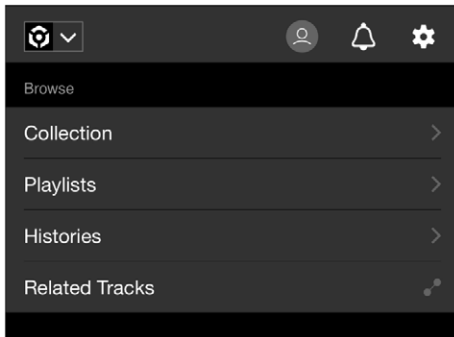 Browse
Collection
Playlists
Histories
Related Tracks